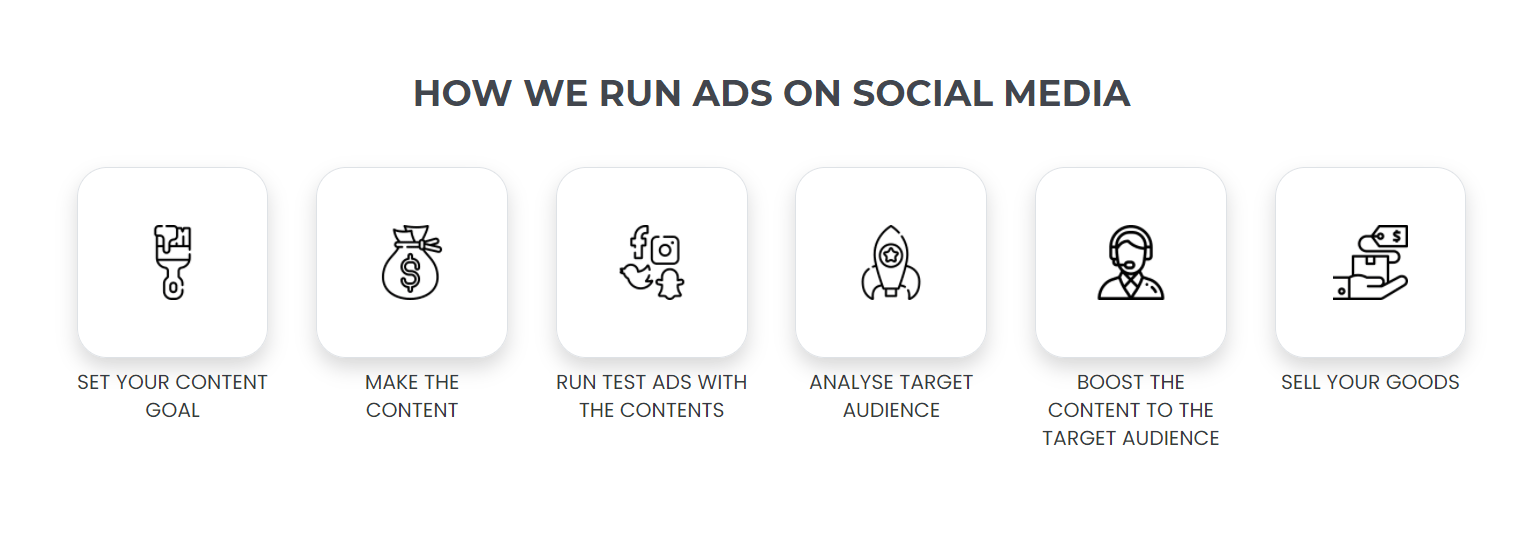 HOW WE RUN ADS ON SOCIAL MEDIA
SET YOUR CONTENT
GOAL
MAKE THE
CONTENT
RUN TEST ADS WITH
THE CONTENTS
ANALYSE TARGET
AUDIENCE
BOOST THE
CONTENT TO THE
TARGET AUDIENCE
SELL YOUR GOODS